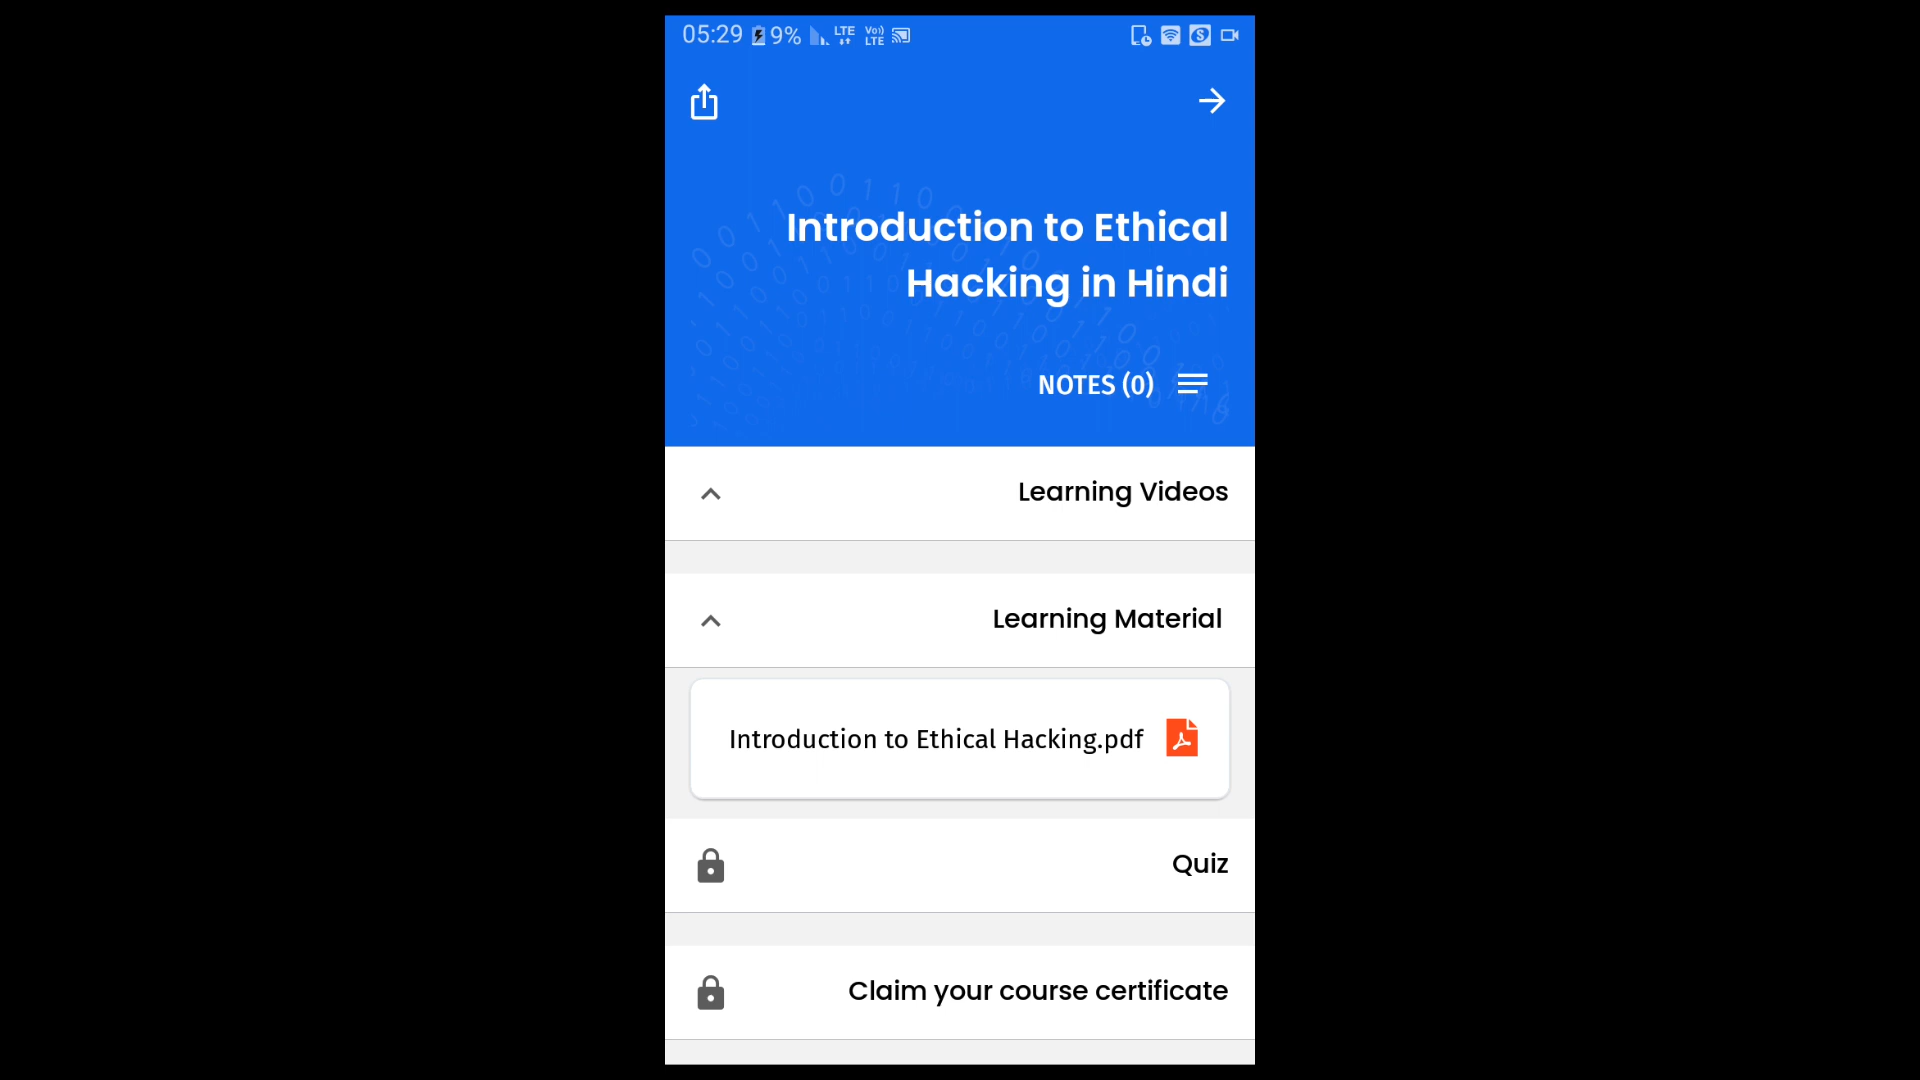 05:29 9% LTE VoLTE
Introduction to Ethical
Hacking in Hindi
NOTES (0)
Learning Videos
Learning Material
Introduction to Ethical Hacking.pdf
Quiz
Claim your course certificate